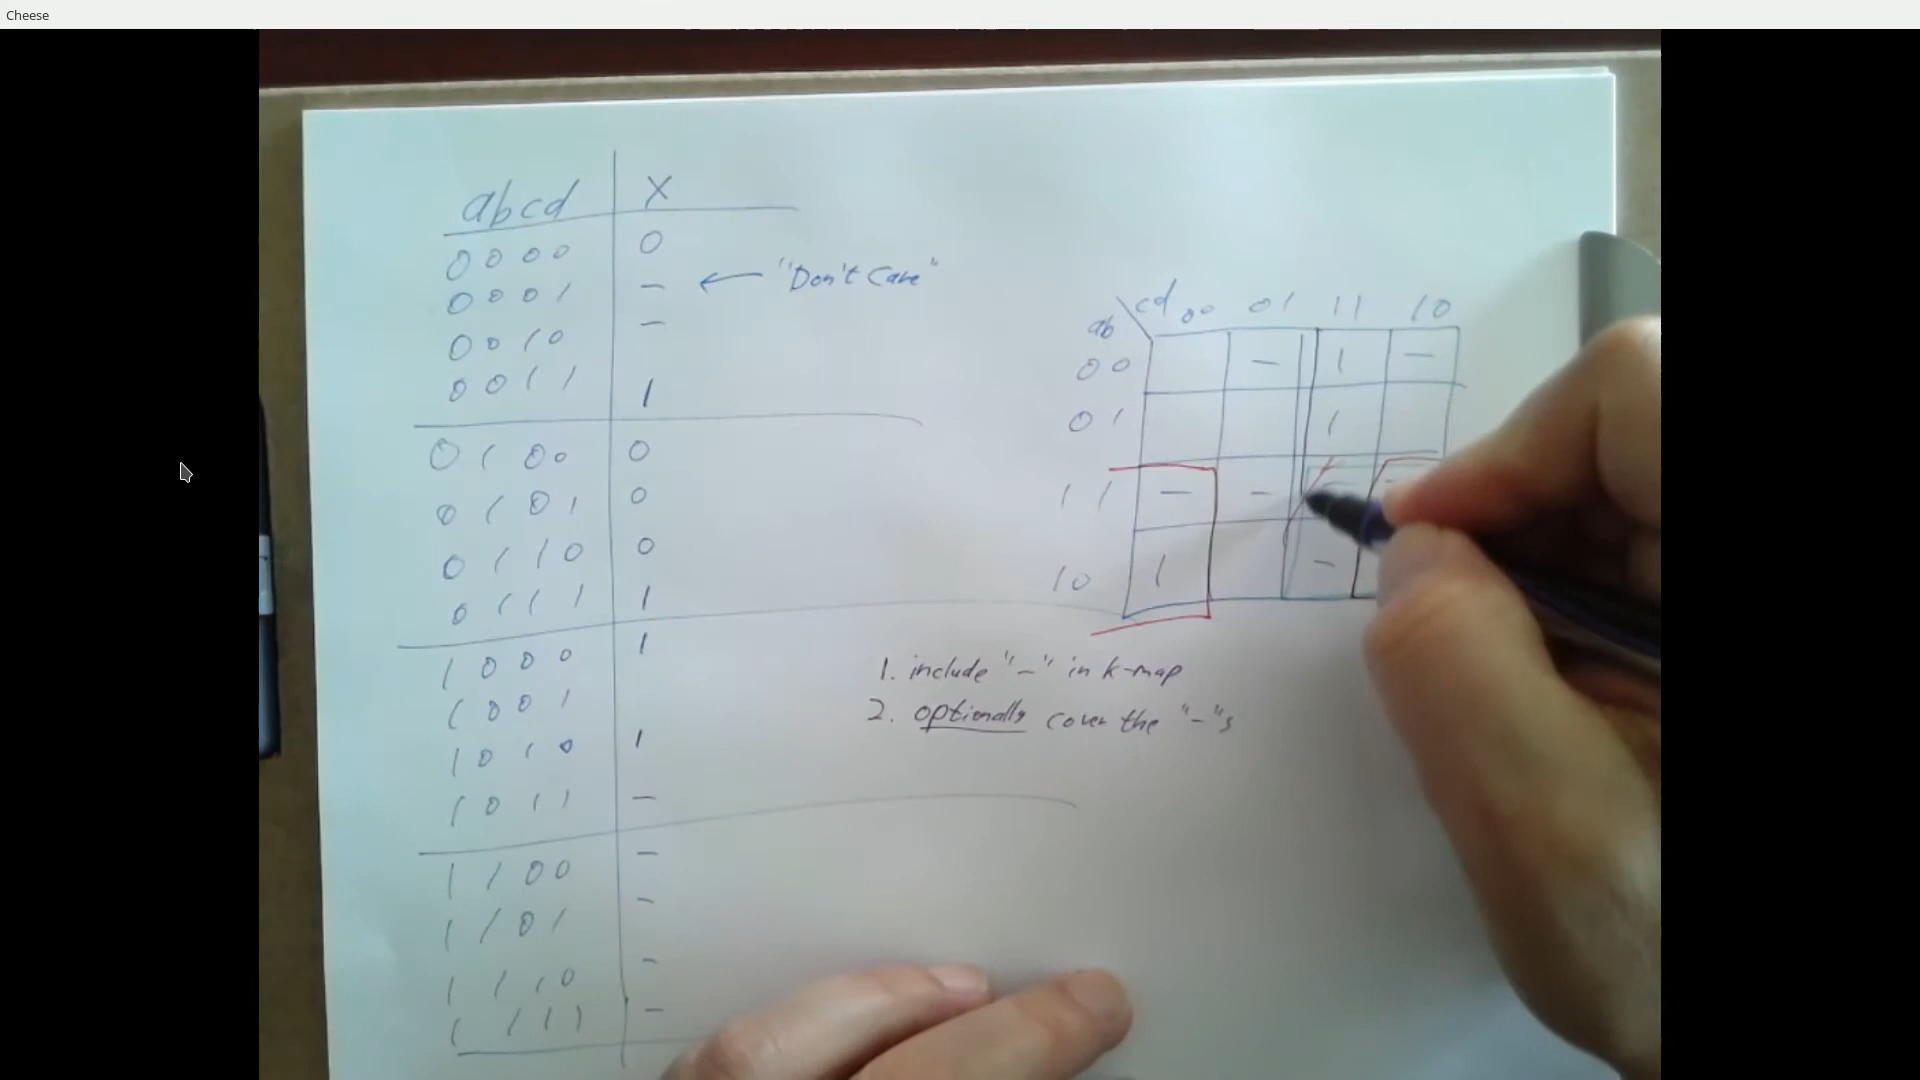 Cheese
abcd X
0000 0
0001 — ← "Don't Care"
0010 —
0011 1
0100 0
0101 0
0110 0
0111 1
1000 1
1001
1010 1
1011 —
1100 —
1101 —
1110 —
1111 —
cd 00 01 11 10
ab
00 — 1 —
01 1
11 — —
10 1 —
1. include "—" in k-map
2. optionally cover the "—"s